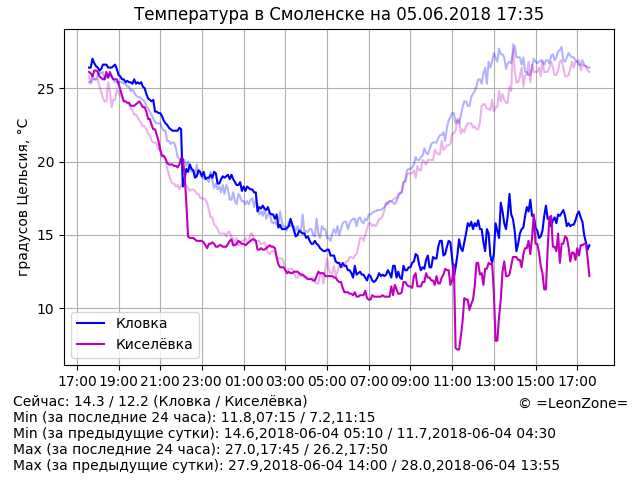 Температура в Смоленске на 05.06.2018 17:35
градусов Цельсия, °C
25
20
15
10
Кловка
Киселёвка
17:00 19:00 21:00 23:00 01:00 03:00 05:00 07:00 09:00 11:00 13:00 15:00 17:00
Сейчас: 14.3 / 12.2 (Кловка / Киселёвка)
© =LeonZone=
Min (за последние 24 часа): 11.8,07:15 / 7.2,11:15
Min (за предыдущие сутки): 14.6,2018-06-04 05:10 / 11.7,2018-06-04 04:30
Max (за последние 24 часа): 27.0,17:45 / 26.2,17:50
Max (за предыдущие сутки): 27.9,2018-06-04 14:00 / 28.0,2018-06-04 13:55